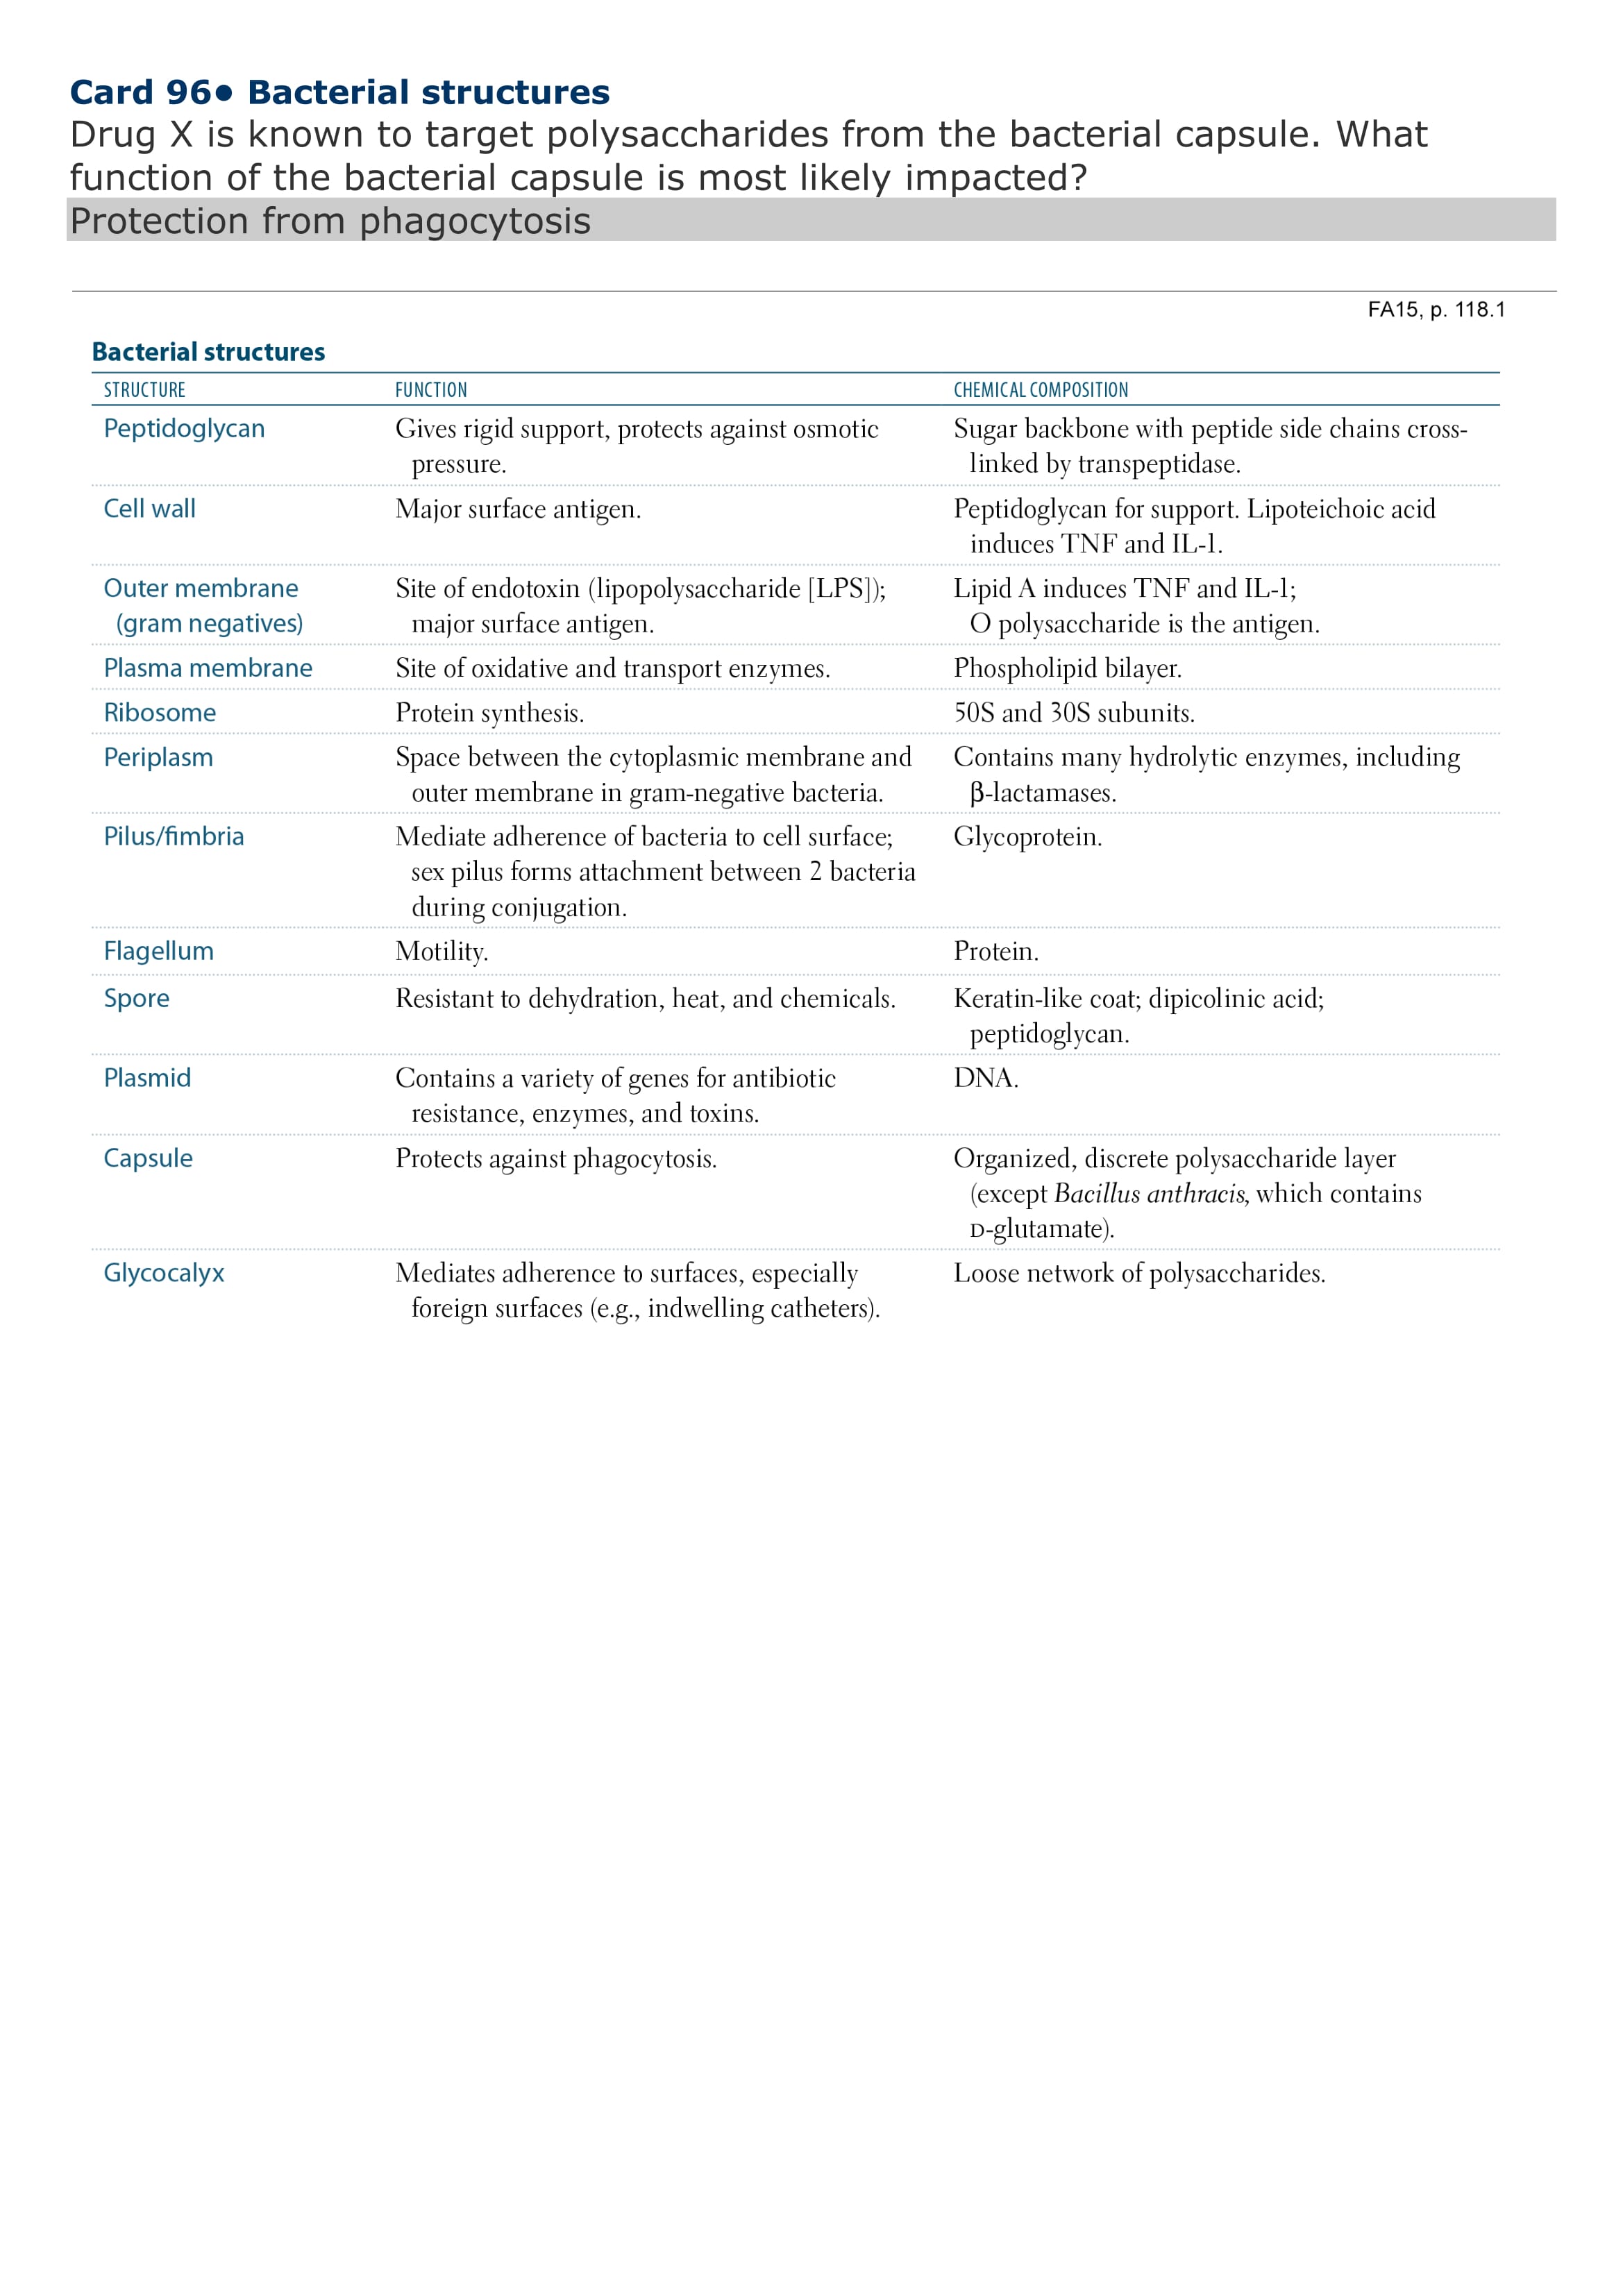 Card 96● Bacterial structures
Drug X is known to target polysaccharides from the bacterial capsule. What
function of the bacterial capsule is most likely impacted?
Protection from phagocytosis
FA15, p. 118.1
Bacterial structures
STRUCTURE FUNCTION CHEMICAL COMPOSITION
Peptidoglycan Gives rigid support, protects against osmotic Sugar backbone with peptide side chains cross-
pressure. linked by transpeptidase.
Cell wall Major surface antigen. Peptidoglycan for support. Lipoteichoic acid
induces TNF and IL-1.
Outer membrane Site of endotoxin (lipopolysaccharide [LPS]); Lipid A induces TNF and IL-1;
(gram negatives) major surface antigen. O polysaccharide is the antigen.
Plasma membrane Site of oxidative and transport enzymes. Phospholipid bilayer.
Ribosome Protein synthesis. 50S and 30S subunits.
Periplasm Space between the cytoplasmic membrane and Contains many hydrolytic enzymes, including
outer membrane in gram-negative bacteria. β-lactamases.
Pilus/fimbria Mediate adherence of bacteria to cell surface; Glycoprotein.
sex pilus forms attachment between 2 bacteria
during conjugation.
Flagellum Motility. Protein.
Spore Resistant to dehydration, heat, and chemicals. Keratin-like coat; dipicolinic acid;
peptidoglycan.
Plasmid Contains a variety of genes for antibiotic DNA.
resistance, enzymes, and toxins.
Capsule Protects against phagocytosis. Organized, discrete polysaccharide layer
(except Bacillus anthracis, which contains
D-glutamate).
Glycocalyx Mediates adherence to surfaces, especially Loose network of polysaccharides.
foreign surfaces (e.g., indwelling catheters).